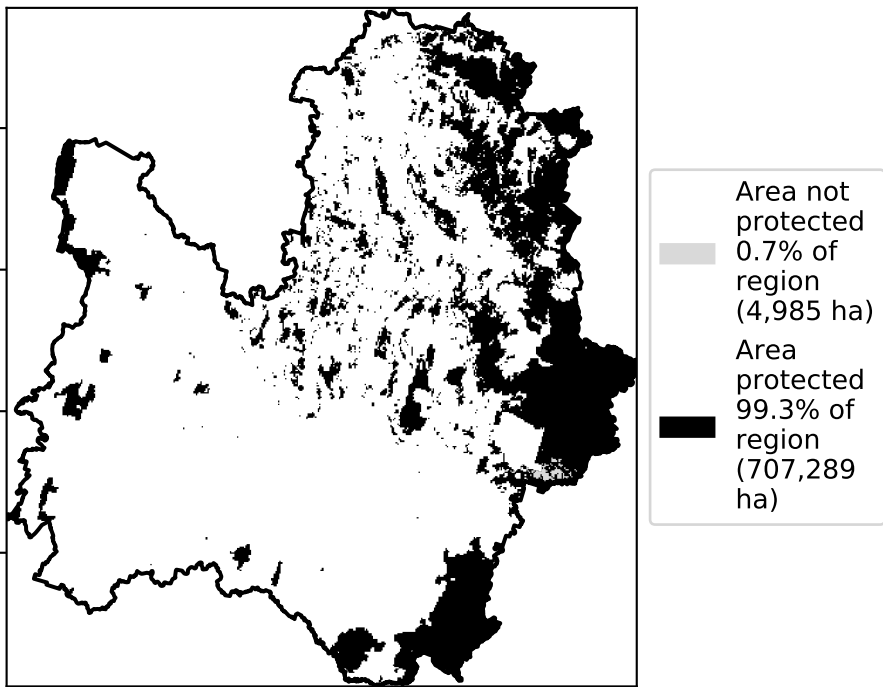 Area not
protected
0.7% of
region
(4,985 ha)
Area
protected
99.3% of
region
(707,289
ha)